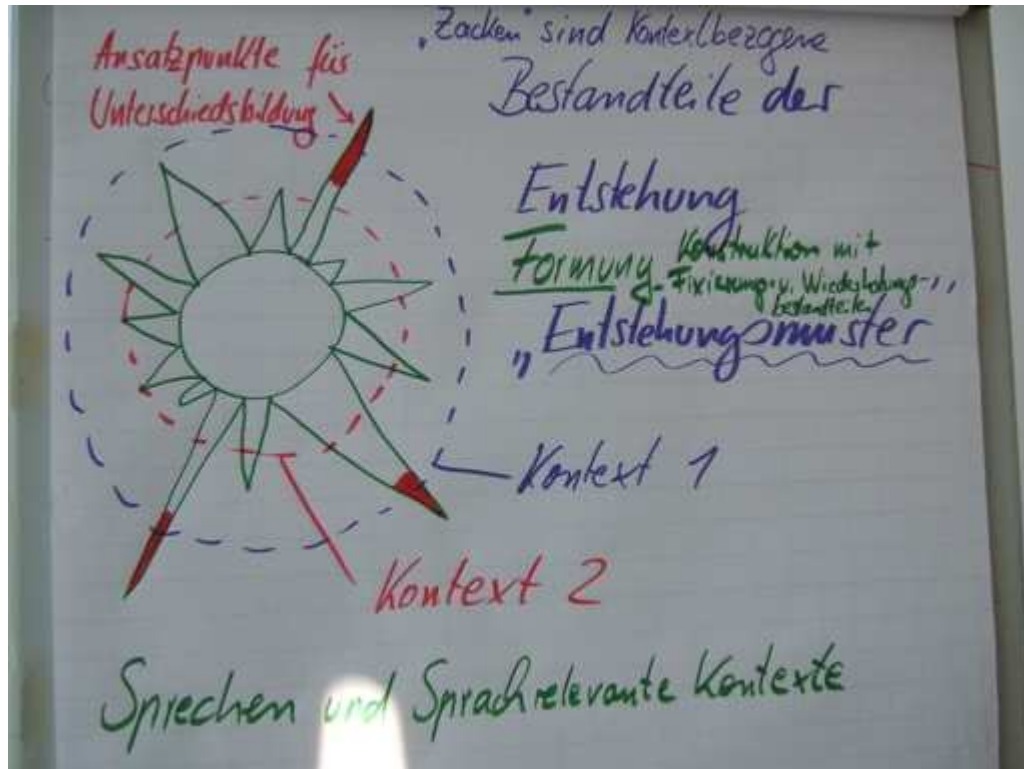 Ansatzpunkte für
Unterschiedsbildung
„Zacken" sind Kontextbezogene
Bestandteile der
Entstehung
Formung Konstruktion mit
Fixierung- u. Wiederholungs-
bestandteilen
„Entstehungsmuster"
Kontext 1
Kontext 2
Sprechen und Sprachrelevante Kontexte